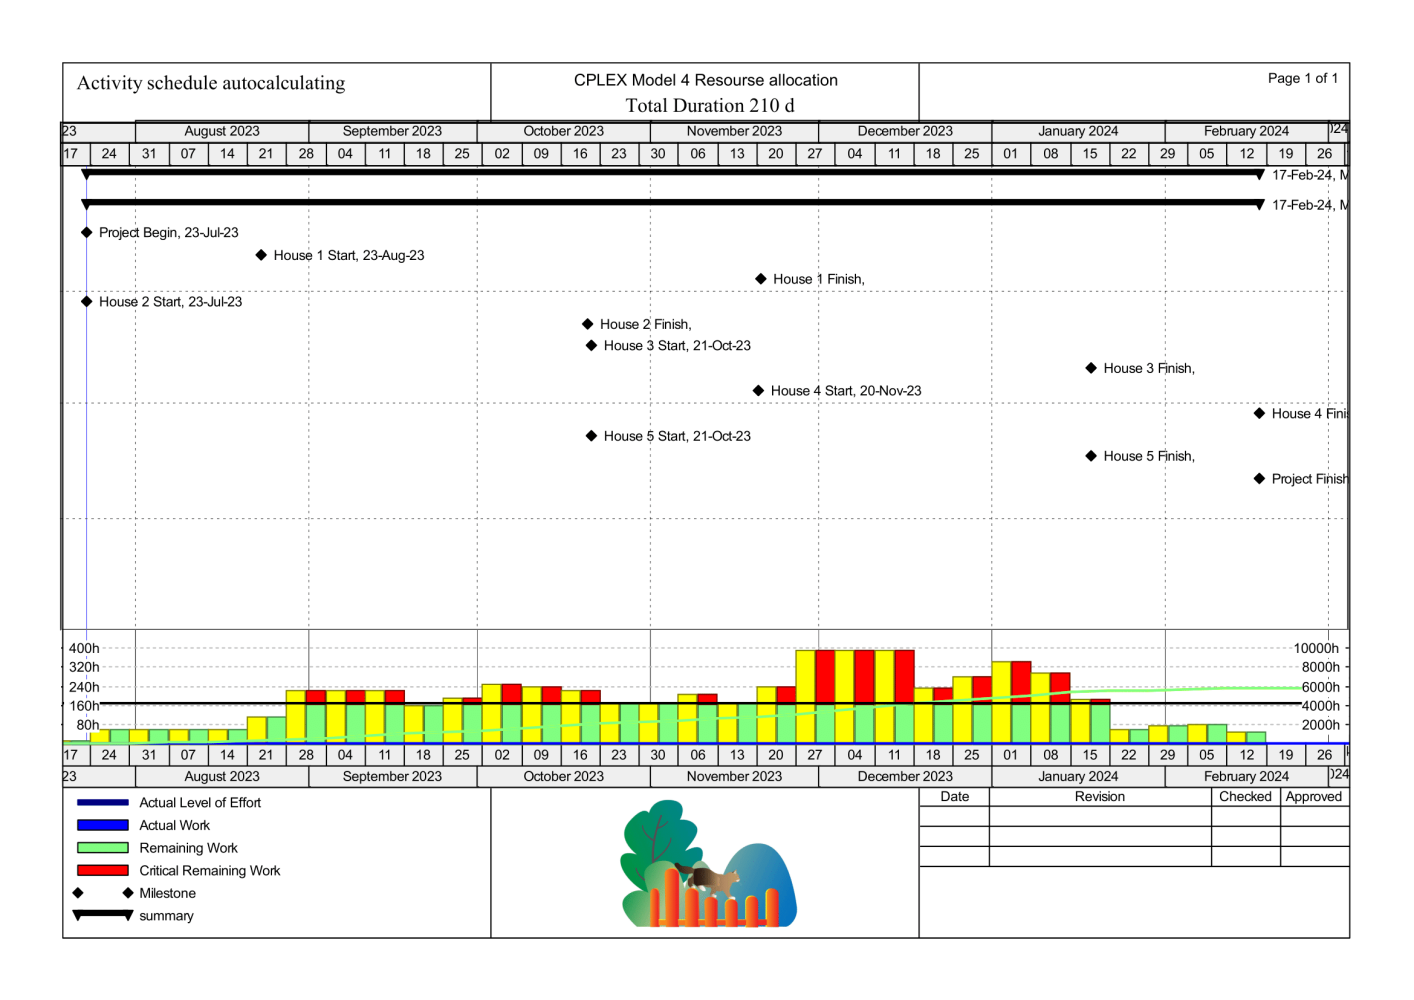 Activity schedule autocalculating
CPLEX Model 4 Resourse allocation
Total Duration 210 d
Page 1 of 1
23 August 2023 September 2023 October 2023 November 2023 December 2023 January 2024 February 2024 024
17 24 31 07 14 21 28 04 11 18 25 02 09 16 23 30 06 13 20 27 04 11 18 25 01 08 15 22 29 05 12 19 26
17-Feb-24, M
17-Feb-24, M
Project Begin, 23-Jul-23
House 1 Start, 23-Aug-23
House 1 Finish,
House 2 Start, 23-Jul-23
House 2 Finish,
House 3 Start, 21-Oct-23
House 3 Finish,
House 4 Start, 20-Nov-23
House 4 Finis
House 5 Start, 21-Oct-23
House 5 Finish,
Project Finish
400h 10000h
320h 8000h
240h 6000h
160h 4000h
80h 2000h
17 24 31 07 14 21 28 04 11 18 25 02 09 16 23 30 06 13 20 27 04 11 18 25 01 08 15 22 29 05 12 19 26
23 August 2023 September 2023 October 2023 November 2023 December 2023 January 2024 February 2024 024
Actual Level of Effort
Actual Work
Remaining Work
Critical Remaining Work
Milestone
summary
Date Revision Checked Approved